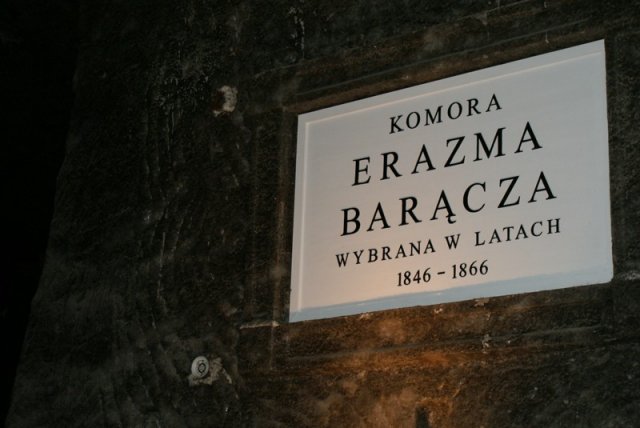 KOMORA
ERAZMA
BARĄCZA
WYBRANA W LATACH
1846 - 1866